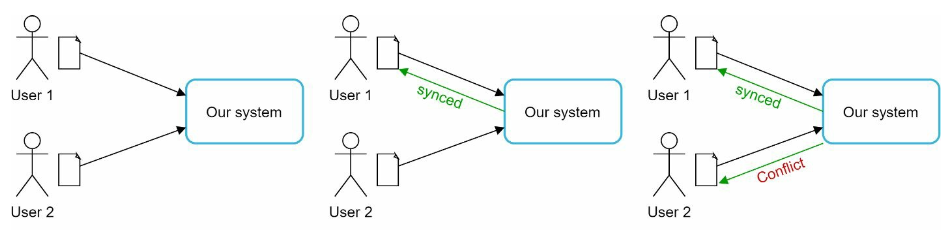 User 1
Our system
User 2
User 1
synced
Our system
User 2
User 1
synced
Our system
Conflict
User 2